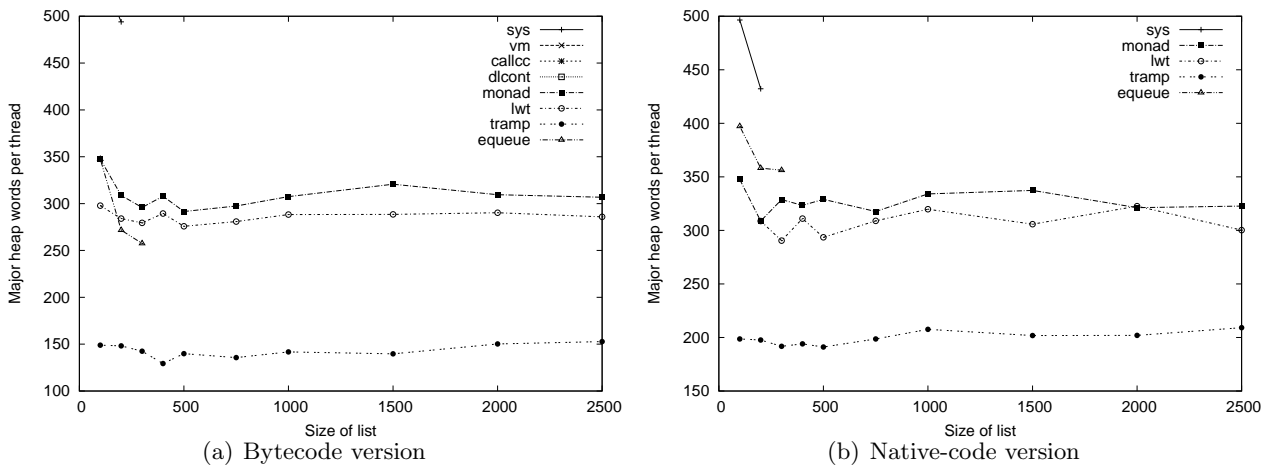 500
450
400
350
300
250
200
150
100
0 500 1000 1500 2000 2500
Major heap words per thread
Size of list
sys
vm
callcc
dlcont
monad
lwt
tramp
equeue
(a) Bytecode version
500
450
400
350
300
250
200
150
0 500 1000 1500 2000 2500
Major heap words per thread
Size of list
sys
monad
lwt
tramp
equeue
(b) Native-code version